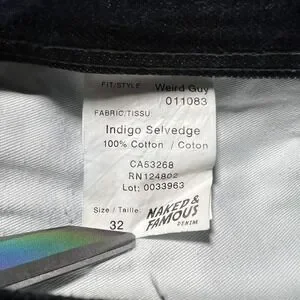 FIT/STYLE Weird Guy
/ 011083
FABRIC/TISSU
Indigo Selvedge
100% Cotton / Coton
CA53268
RN124802
Lot: 0033963
Size / Taille: NAKED &
32 FAMOUS
DENIM